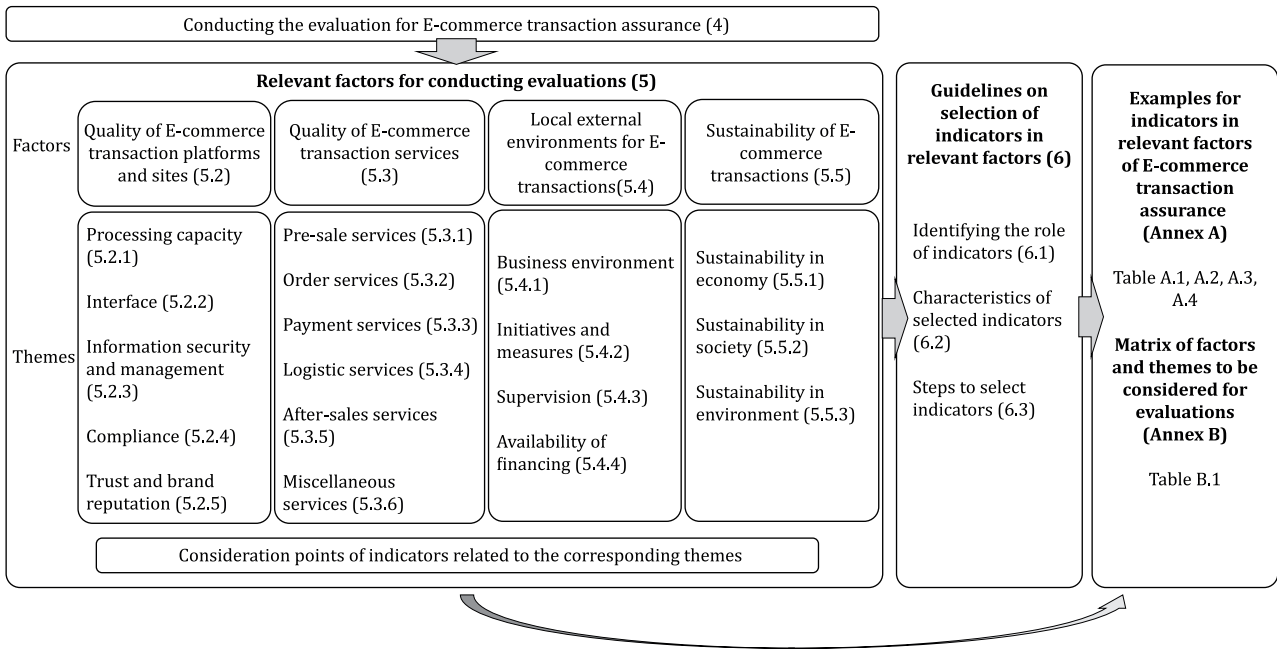 Conducting the evaluation for E-commerce transaction assurance (4)
Relevant factors for conducting evaluations (5)
Factors
Quality of E-commerce
transaction platforms
and sites (5.2)
Quality of E-commerce
transaction services
(5.3)
Local external
environments for E-
commerce
transactions(5.4)
Sustainability of E-
commerce
transactions (5.5)
Themes
Processing capacity
(5.2.1)
Interface (5.2.2)
Information security
and management
(5.2.3)
Compliance (5.2.4)
Trust and brand
reputation (5.2.5)
Pre-sale services (5.3.1)
Order services (5.3.2)
Payment services (5.3.3)
Logistic services (5.3.4)
After-sales services
(5.3.5)
Miscellaneous
services (5.3.6)
Business environment
(5.4.1)
Initiatives and
measures (5.4.2)
Supervision (5.4.3)
Availability of
financing (5.4.4)
Sustainability in
economy (5.5.1)
Sustainability in
society (5.5.2)
Sustainability in
environment (5.5.3)
Consideration points of indicators related to the corresponding themes
Guidelines on
selection of
indicators in
relevant factors (6)
Identifying the role
of indicators (6.1)
Characteristics of
selected indicators
(6.2)
Steps to select
indicators (6.3)
Examples for
indicators in
relevant factors
of E-commerce
transaction
assurance
(Annex A)
Table A.1, A.2, A.3,
A.4
Matrix of factors
and themes to be
considered for
evaluations
(Annex B)
Table B.1